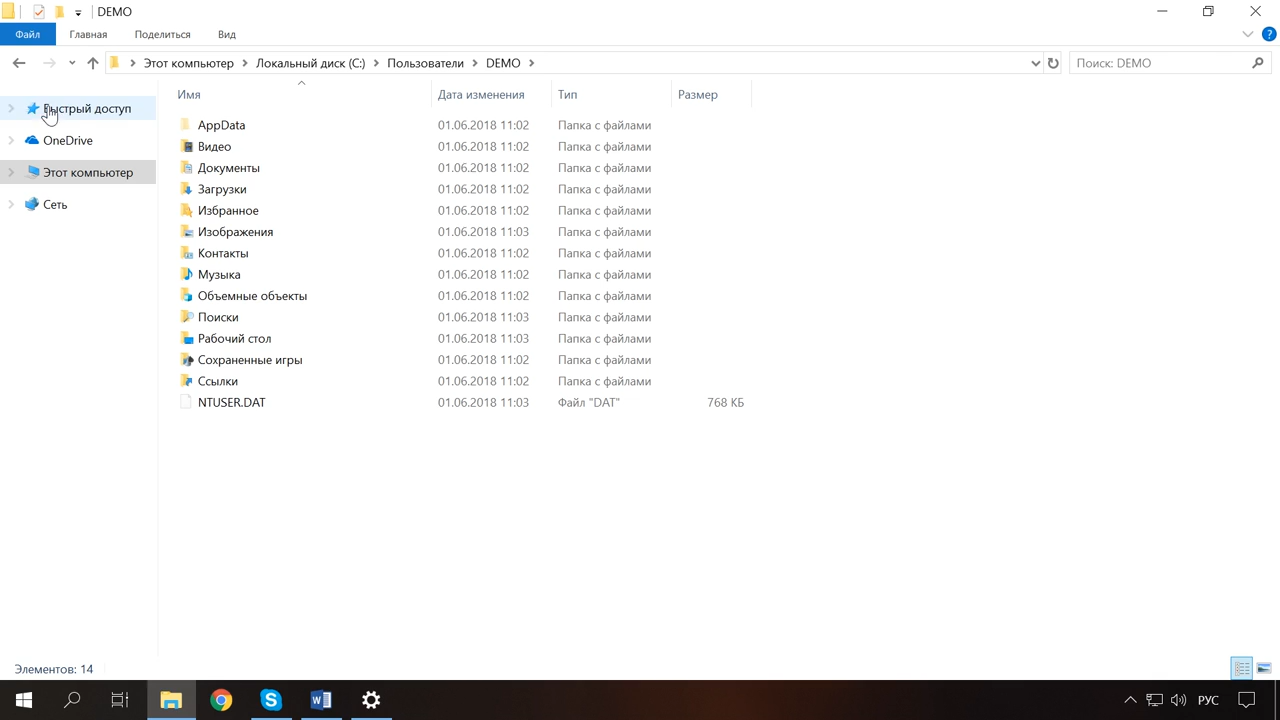 DEMO
Файл Главная Поделиться Вид
Этот компьютер Локальный диск (C:) Пользователи DEMO Поиск: DEMO
Имя Дата изменения Тип Размер
Быстрый доступ
OneDrive
Этот компьютер
Сеть
AppData 01.06.2018 11:02 Папка с файлами
Видео 01.06.2018 11:02 Папка с файлами
Документы 01.06.2018 11:02 Папка с файлами
Загрузки 01.06.2018 11:02 Папка с файлами
Избранное 01.06.2018 11:02 Папка с файлами
Изображения 01.06.2018 11:03 Папка с файлами
Контакты 01.06.2018 11:02 Папка с файлами
Музыка 01.06.2018 11:02 Папка с файлами
Объемные объекты 01.06.2018 11:02 Папка с файлами
Поиски 01.06.2018 11:03 Папка с файлами
Рабочий стол 01.06.2018 11:03 Папка с файлами
Сохраненные игры 01.06.2018 11:02 Папка с файлами
Ссылки 01.06.2018 11:02 Папка с файлами
NTUSER.DAT 01.06.2018 11:03 Файл "DAT" 768 КБ
Элементов: 14
РУС